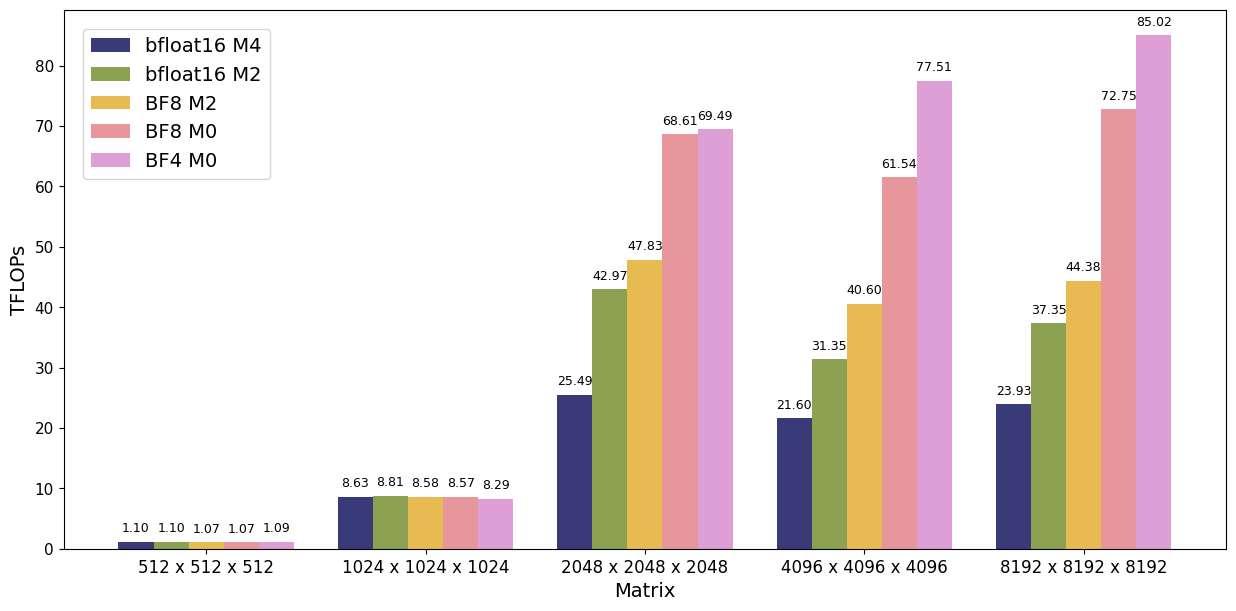 bfloat16 M4
bfloat16 M2
BF8 M2
BF8 M0
BF4 M0
TFLOPs
80
70
60
50
40
30
20
10
0
1.10 1.10 1.07 1.07 1.09
8.63 8.81 8.58 8.57 8.29
25.49 42.97 47.83 68.61 69.49
21.60 31.35 40.60 61.54 77.51
23.93 37.35 44.38 72.75 85.02
512 x 512 x 512 1024 x 1024 x 1024 2048 x 2048 x 2048 4096 x 4096 x 4096 8192 x 8192 x 8192
Matrix